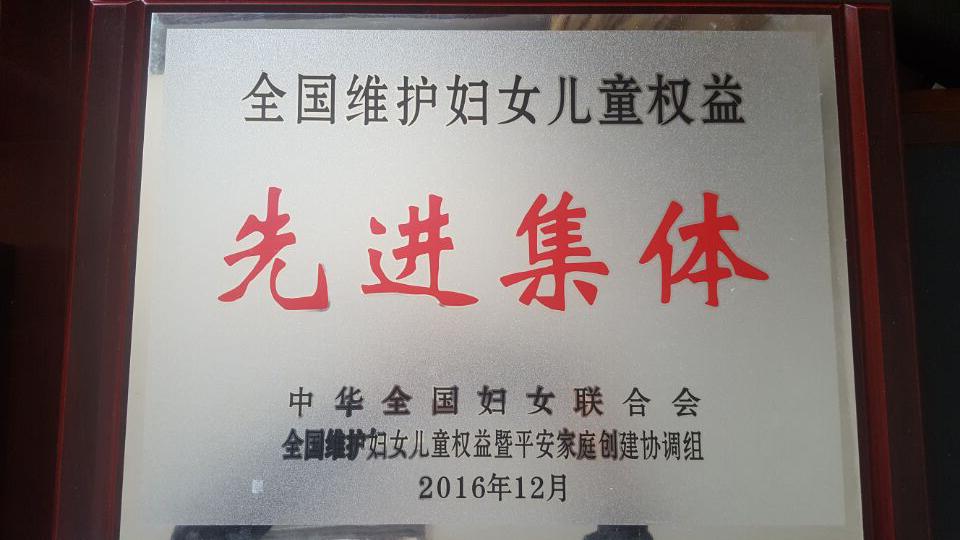 全国维护妇女儿童权益
先进集体
中华全国妇女联合会
全国维护妇女儿童权益暨平安家庭创建协调组
2016年12月